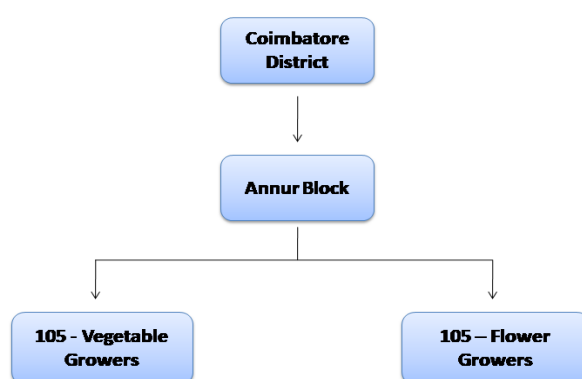 Coimbatore
District
Annur Block
105 - Vegetable
Growers
105 – Flower
Growers